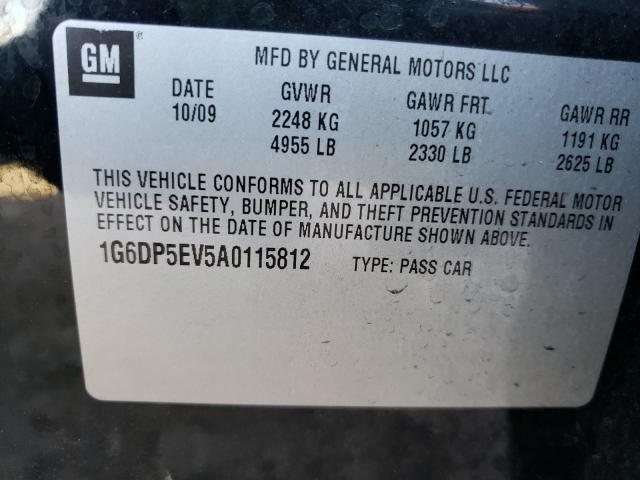 GM®
MFD BY GENERAL MOTORS LLC
DATE GVWR GAWR FRT GAWR RR
10/09 2248 KG 1057 KG 1191 KG
4955 LB 2330 LB 2625 LB
THIS VEHICLE CONFORMS TO ALL APPLICABLE U.S. FEDERAL MOTOR
VEHICLE SAFETY, BUMPER, AND THEFT PREVENTION STANDARDS IN
EFFECT ON THE DATE OF MANUFACTURE SHOWN ABOVE.
1G6DP5EV5A0115812 TYPE: PASS CAR